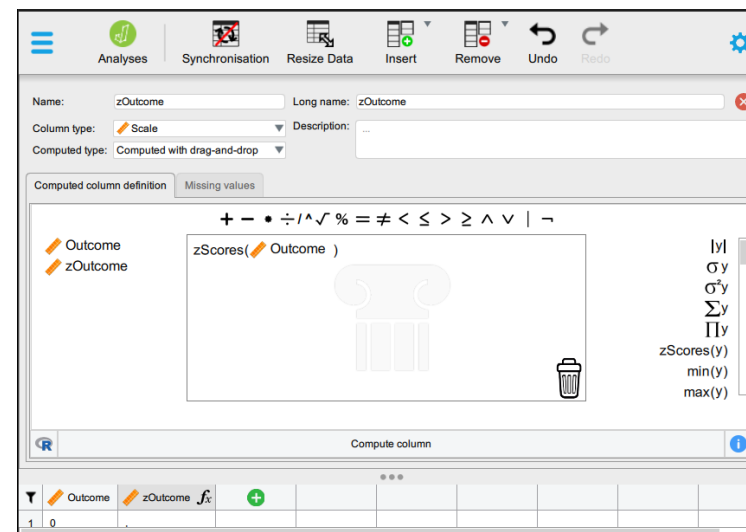 Analyses Synchronisation Resize Data Insert Remove Undo Redo
Name: zOutcome Long name: zOutcome
Column type: Scale Description: ...
Computed type: Computed with drag-and-drop
Computed column definition Missing values
+ − • ÷ / ^ √ % = ≠ < ≤ > ≥ ∧ ∨ | ¬
Outcome zScores( Outcome ) |y|
zOutcome σ y
σ²y
∑y
∏y
zScores(y)
min(y)
max(y)
R Compute column i
Outcome zOutcome fx
1 0 .